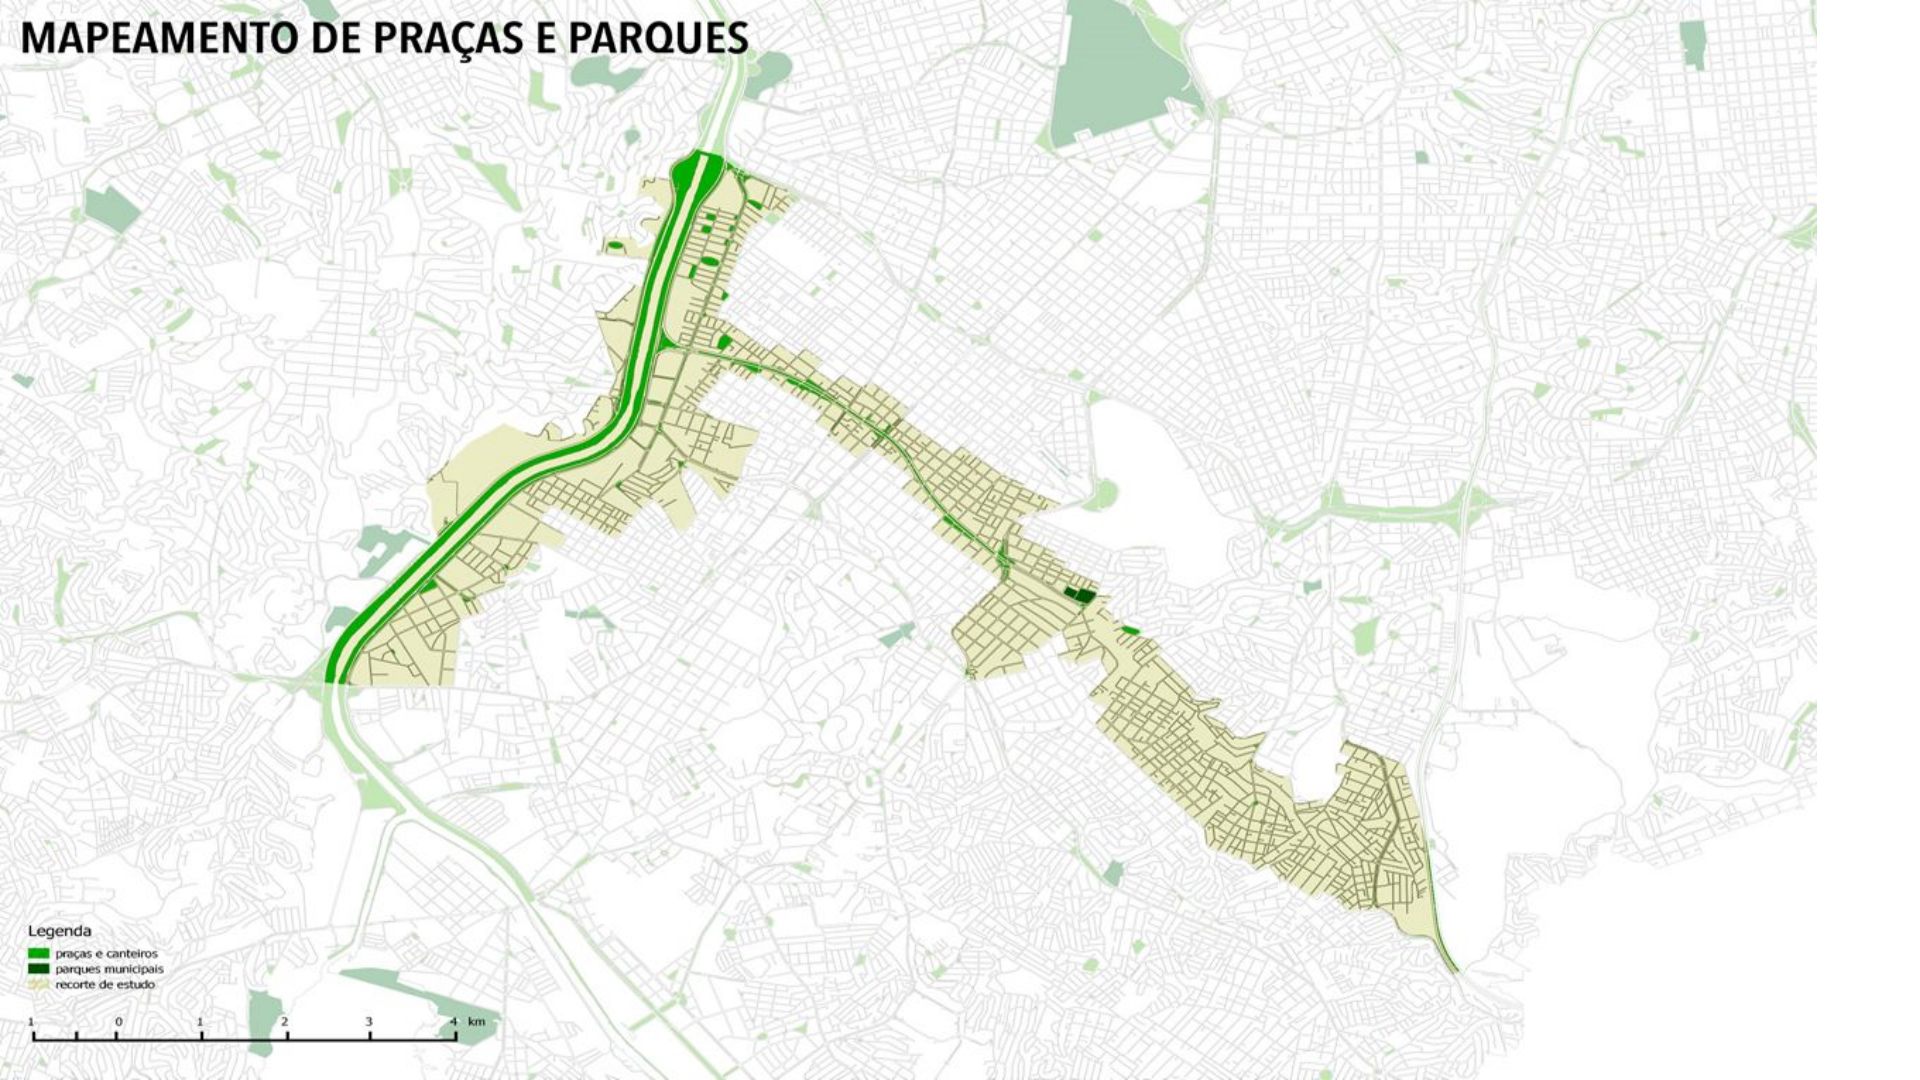 MAPEAMENTO DE PRAÇAS E PARQUES
Legenda
praças e canteiros
parques municipais
recorte de estudo
1 0 1 2 3 4 km